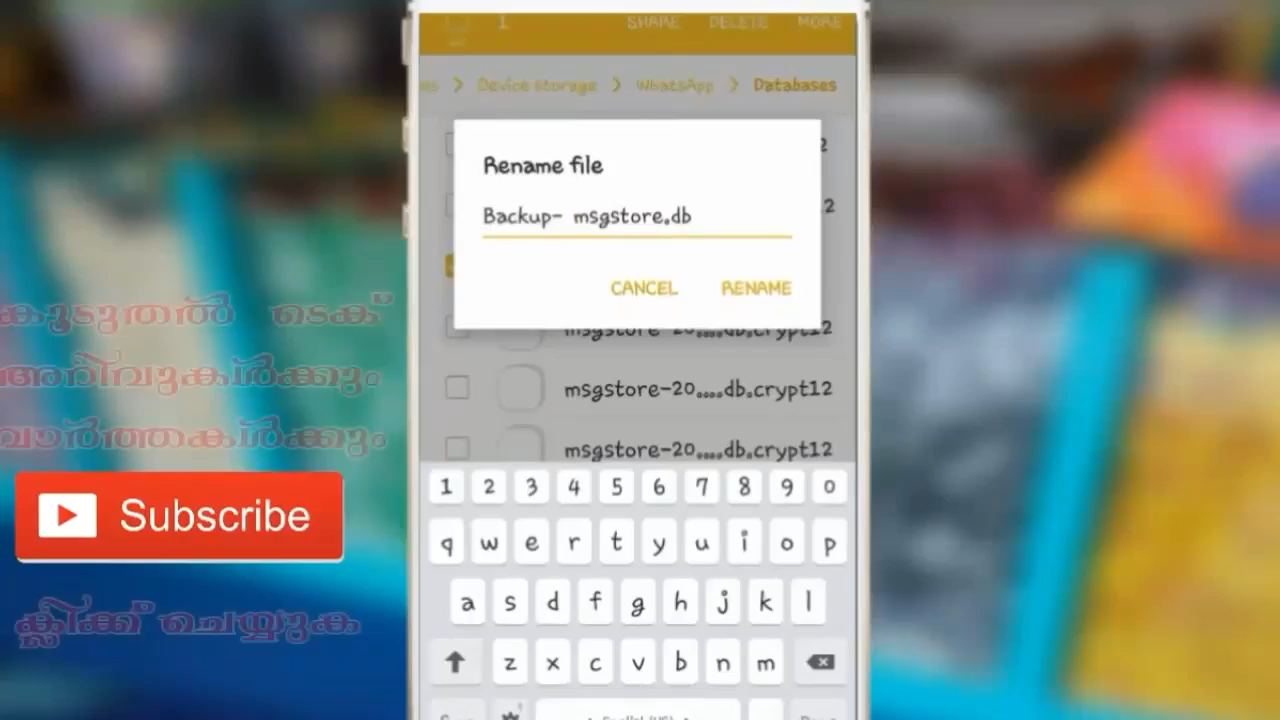 1 SHARE DELETE MORE
Device storage > WhatsApp > Databases
Rename file
Backup- msgstore.db
CANCEL RENAME
msgstore-20....db.crypt12
msgstore-20....db.crypt12
msgstore-20....db.crypt12
1 2 3 4 5 6 7 8 9 0
q w e r t y u i o p
a s d f g h j k l
z x c v b n m
കൂടുതൽ ടെക്
അറിവുകൾക്കും
വാർത്തകൾക്കും
Subscribe
ക്ലിക്ക് ചെയ്യുക